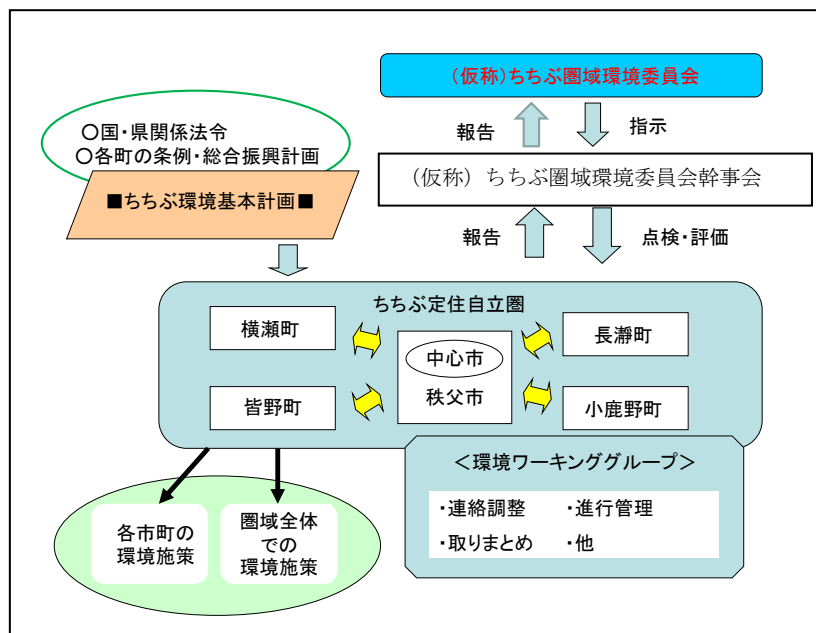 (仮称)ちちぶ圏域環境委員会
報告
指示
(仮称) ちちぶ圏域環境委員会幹事会
報告
点検・評価
〇国・県関係法令
〇各町の条例・総合振興計画
■ちちぶ環境基本計画■
ちちぶ定住自立圏
横瀬町
中心市
秩父市
長瀞町
皆野町
小鹿野町
<環境ワーキンググループ>
・連絡調整 ・進行管理
・取りまとめ ・他
各市町の
環境施策
圏域全体
での
環境施策